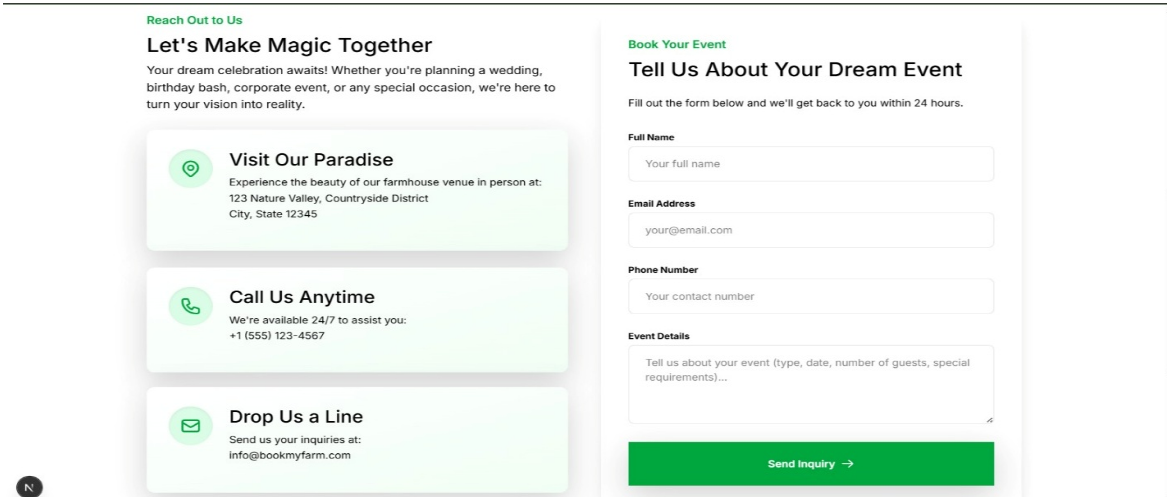 Reach Out to Us
Let's Make Magic Together
Your dream celebration awaits! Whether you're planning a wedding,
birthday bash, corporate event, or any special occasion, we're here to
turn your vision into reality.
Visit Our Paradise
Experience the beauty of our farmhouse venue in person at:
123 Nature Valley, Countryside District
City, State 12345
Call Us Anytime
We're available 24/7 to assist you:
+1 (555) 123-4567
Drop Us a Line
Send us your inquiries at:
info@bookmyfarm.com
N
Book Your Event
Tell Us About Your Dream Event
Fill out the form below and we'll get back to you within 24 hours.
Full Name
Your full name
Email Address
your@email.com
Phone Number
Your contact number
Event Details
Tell us about your event (type, date, number of guests, special
requirements)...
Send Inquiry →